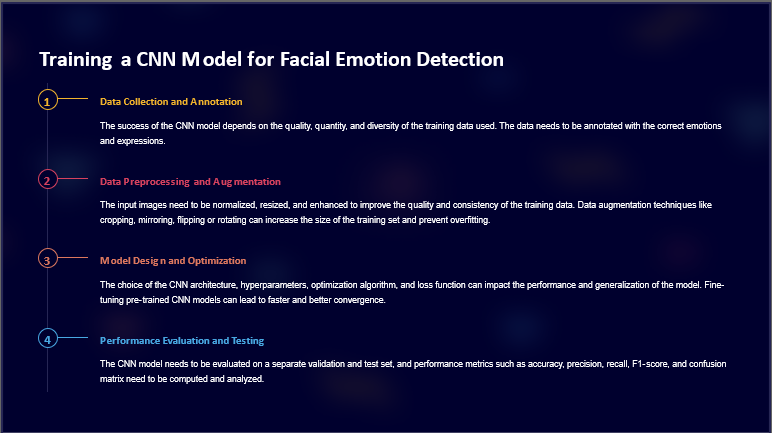 Training a CNN Model for Facial Emotion Detection
1
Data Collection and Annotation
The success of the CNN model depends on the quality, quantity, and diversity of the training data used. The data needs to be annotated with the correct emotions
and expressions.
2
Data Preprocessing and Augmentation
The input images need to be normalized, resized, and enhanced to improve the quality and consistency of the training data. Data augmentation techniques like
cropping, mirroring, flipping or rotating can increase the size of the training set and prevent overfitting.
3
Model Design and Optimization
The choice of the CNN architecture, hyperparameters, optimization algorithm, and loss function can impact the performance and generalization of the model. Fine-
tuning pre-trained CNN models can lead to faster and better convergence.
4
Performance Evaluation and Testing
The CNN model needs to be evaluated on a separate validation and test set, and performance metrics such as accuracy, precision, recall, F1-score, and confusion
matrix need to be computed and analyzed.